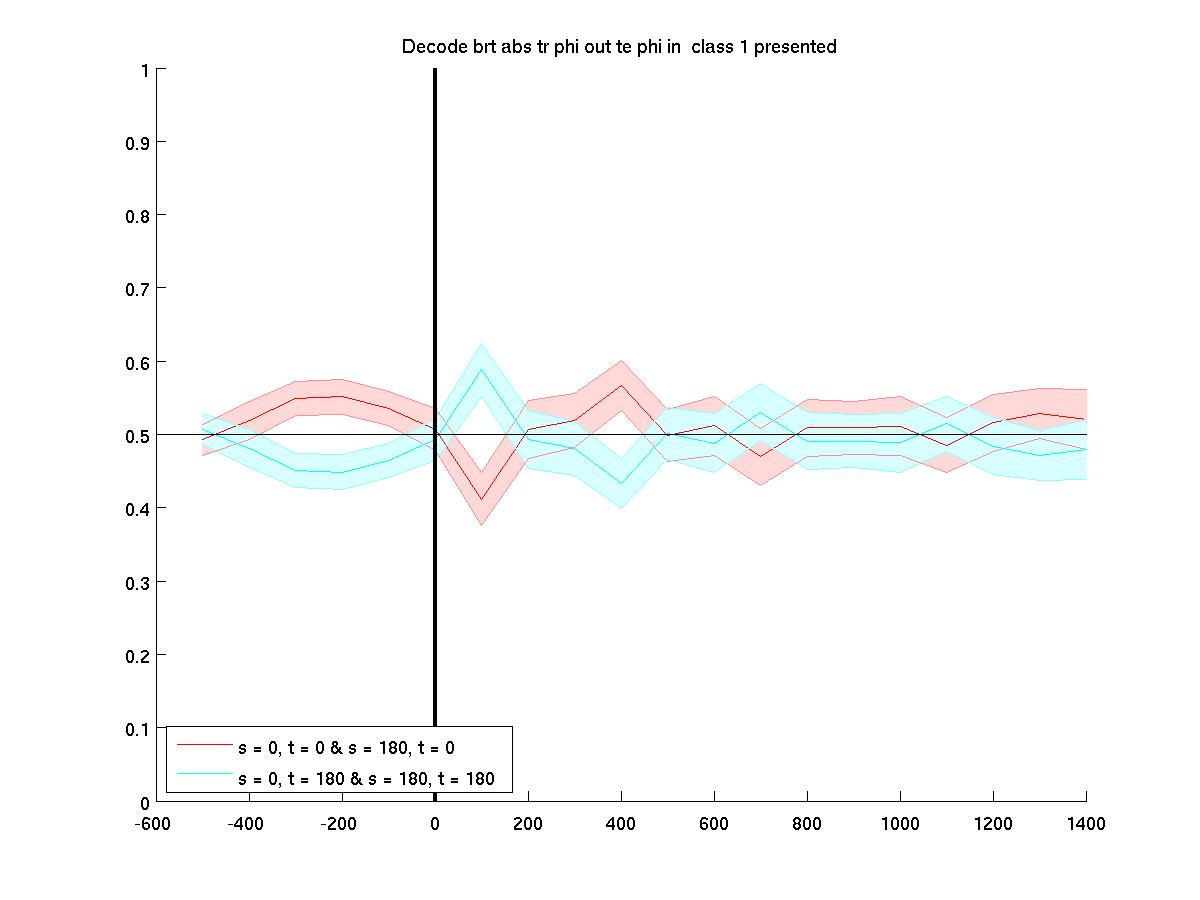 Decode brt abs tr phi out te phi in  class 1 presented
1
0.9
0.8
0.7
0.6
0.5
0.4
0.3
0.2
0.1
0
s = 0, t = 0 & s = 180, t = 0
s = 0, t = 180 & s = 180, t = 180
-600 -400 -200 0 200 400 600 800 1000 1200 1400